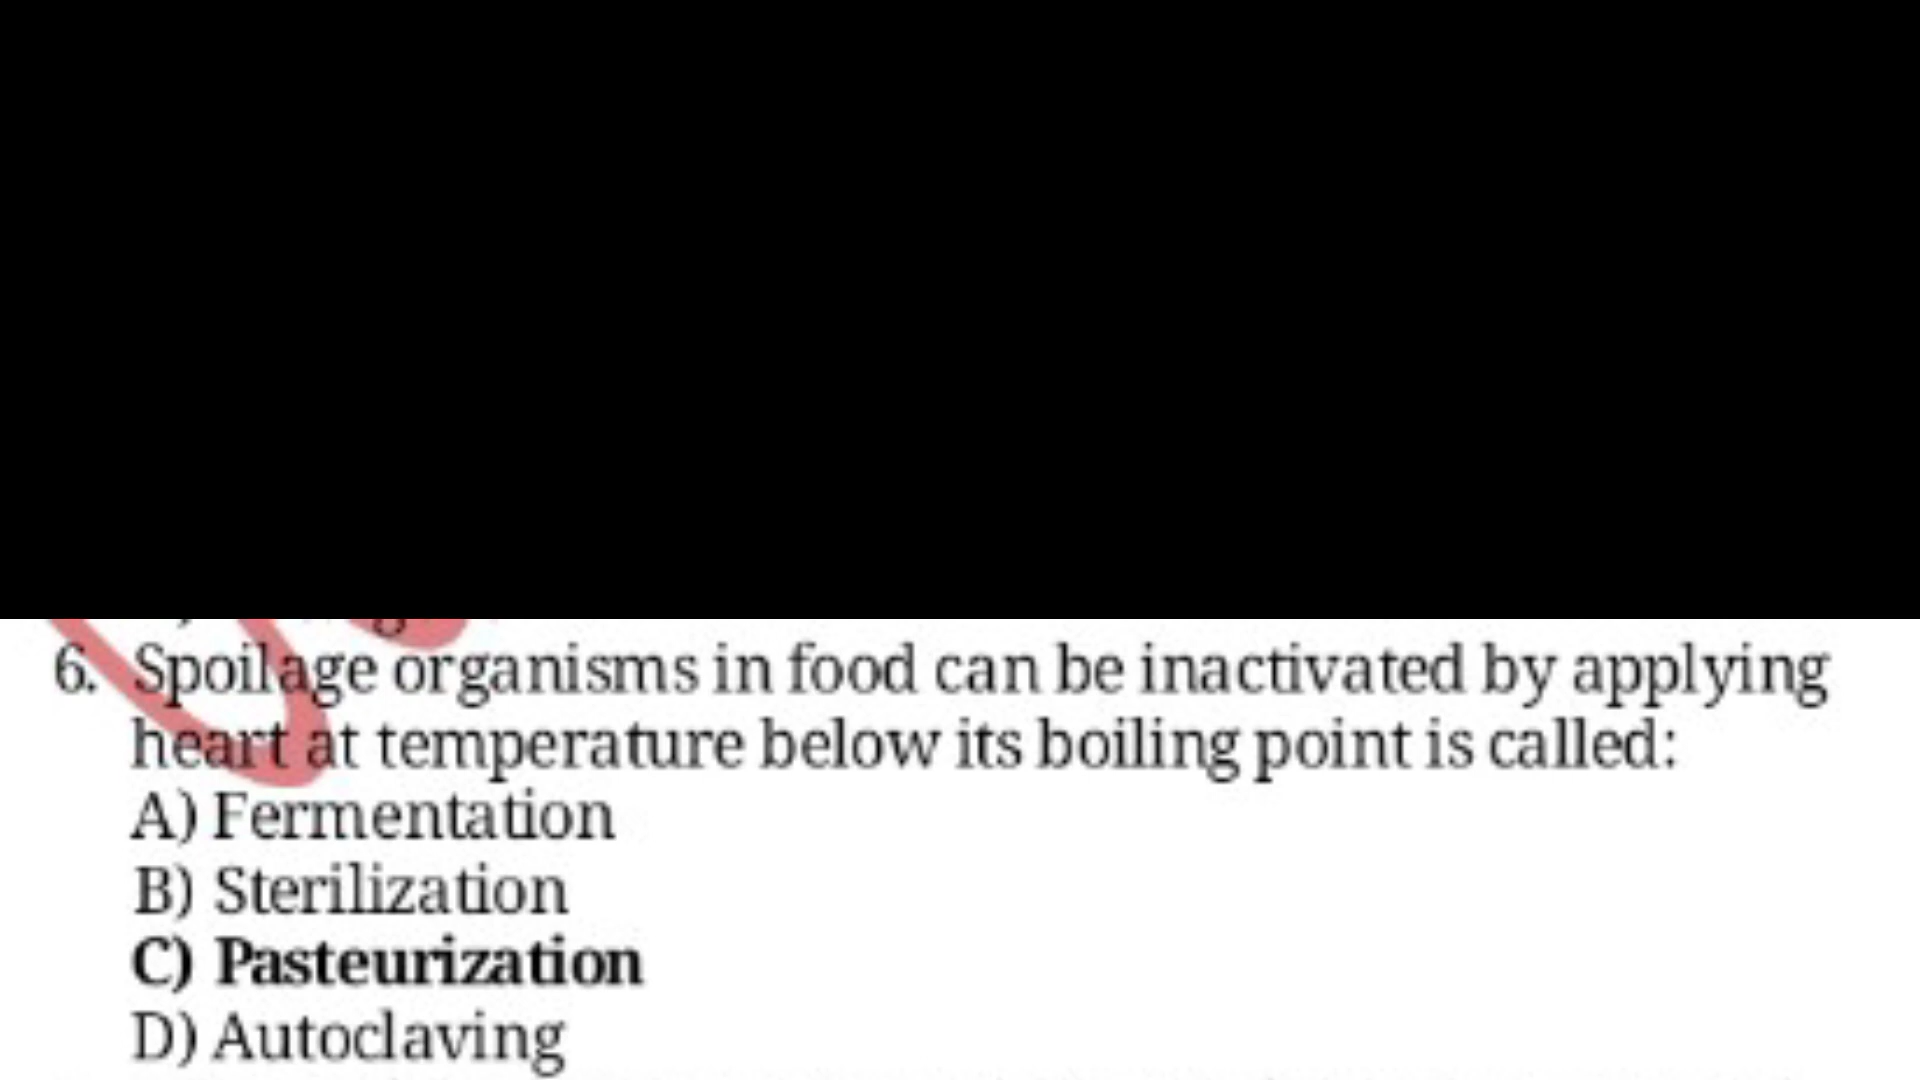 6. Spoilage organisms in food can be inactivated by applying
heart at temperature below its boiling point is called:
A) Fermentation
B) Sterilization
C) Pasteurization
D) Autoclaving